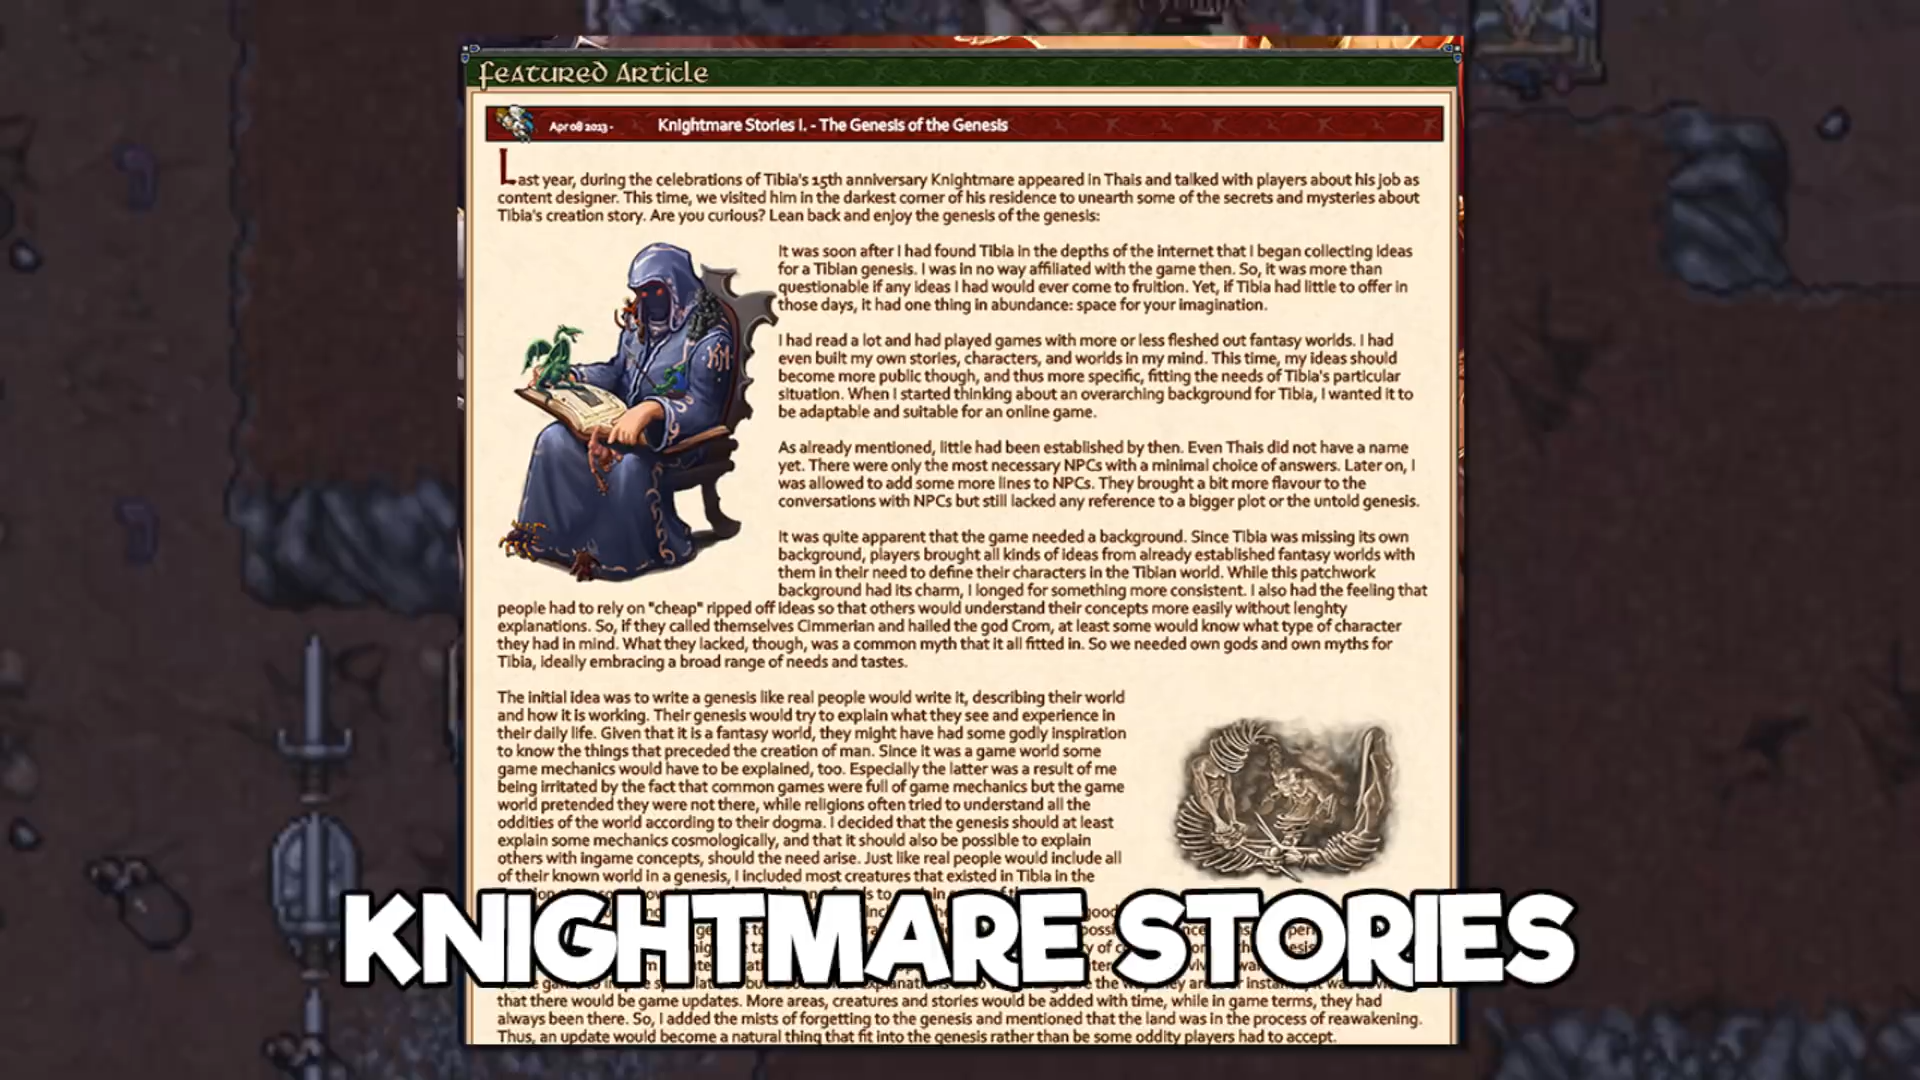 Featured Article
Apr 08 2013 - Knightmare Stories I. - The Genesis of the Genesis
Last year, during the celebrations of Tibia's 15th anniversary Knightmare appeared in Thais and talked with players about his job as
content designer. This time, we visited him in the darkest corner of his residence to unearth some of the secrets and mysteries about
Tibia's creation story. Are you curious? Lean back and enjoy the genesis of the genesis:
It was soon after I had found Tibia in the depths of the internet that I began collecting ideas
for a Tibian genesis. I was in no way affiliated with the game then. So, it was more than
questionable if any ideas I had would ever come to fruition. Yet, if Tibia had little to offer in
those days, it had one thing in abundance: space for your imagination.
I had read a lot and had played games with more or less fleshed out fantasy worlds. I had
even built my own stories, characters, and worlds in my mind. This time, my ideas should
become more public though, and thus more specific, fitting the needs of Tibia's particular
situation. When I started thinking about an overarching background for Tibia, I wanted it to
be adaptable and suitable for an online game.
As already mentioned, little had been established by then. Even Thais did not have a name
yet. There were only the most necessary NPCs with a minimal choice of answers. Later on, I
was allowed to add some more lines to NPCs. They brought a bit more flavour to the
conversations with NPCs but still lacked any reference to a bigger plot or the untold genesis.
It was quite apparent that the game needed a background. Since Tibia was missing its own
background, players brought all kinds of ideas from already established fantasy worlds with
them in their need to define their characters in the Tibian world. While this patchwork
background had its charm, I longed for something more consistent. I also had the feeling that
people had to rely on "cheap" ripped off ideas so that others would understand their concepts more easily without lenghty
explanations. So, if they called themselves Cimmerian and hailed the god Crom, at least some would know what type of character
they had in mind. What they lacked, though, was a common myth that it all fitted in. So we needed own gods and own myths for
Tibia, ideally embracing a broad range of needs and tastes.
The initial idea was to write a genesis like real people would write it, describing their world
and how it is working. Their genesis would try to explain what they see and experience in
their daily life. Given that it is a fantasy world, they might have had some godly inspiration
to know the things that preceded the creation of man. Since it was a game world some
game mechanics would have to be explained, too. Especially the latter was a result of me
being irritated by the fact that common games were full of game mechanics but the game
world pretended they were not there, while religions often tried to understand all the
oddities of the world according to their dogma. I decided that the genesis should at least
explain some mechanics cosmologically, and that it should also be possible to explain
others with ingame concepts, should the need arise. Just like real people would include all
of their known world in a genesis, I included most creatures that existed in Tibia in the
KNIGHTMARE STORIES
that there would be game updates. More areas, creatures and stories would be added with time, while in game terms, they had
always been there. So, I added the mists of forgetting to the genesis and mentioned that the land was in the process of reawakening.
Thus, an update would become a natural thing that fit into the genesis rather than be some oddity players had to accept.